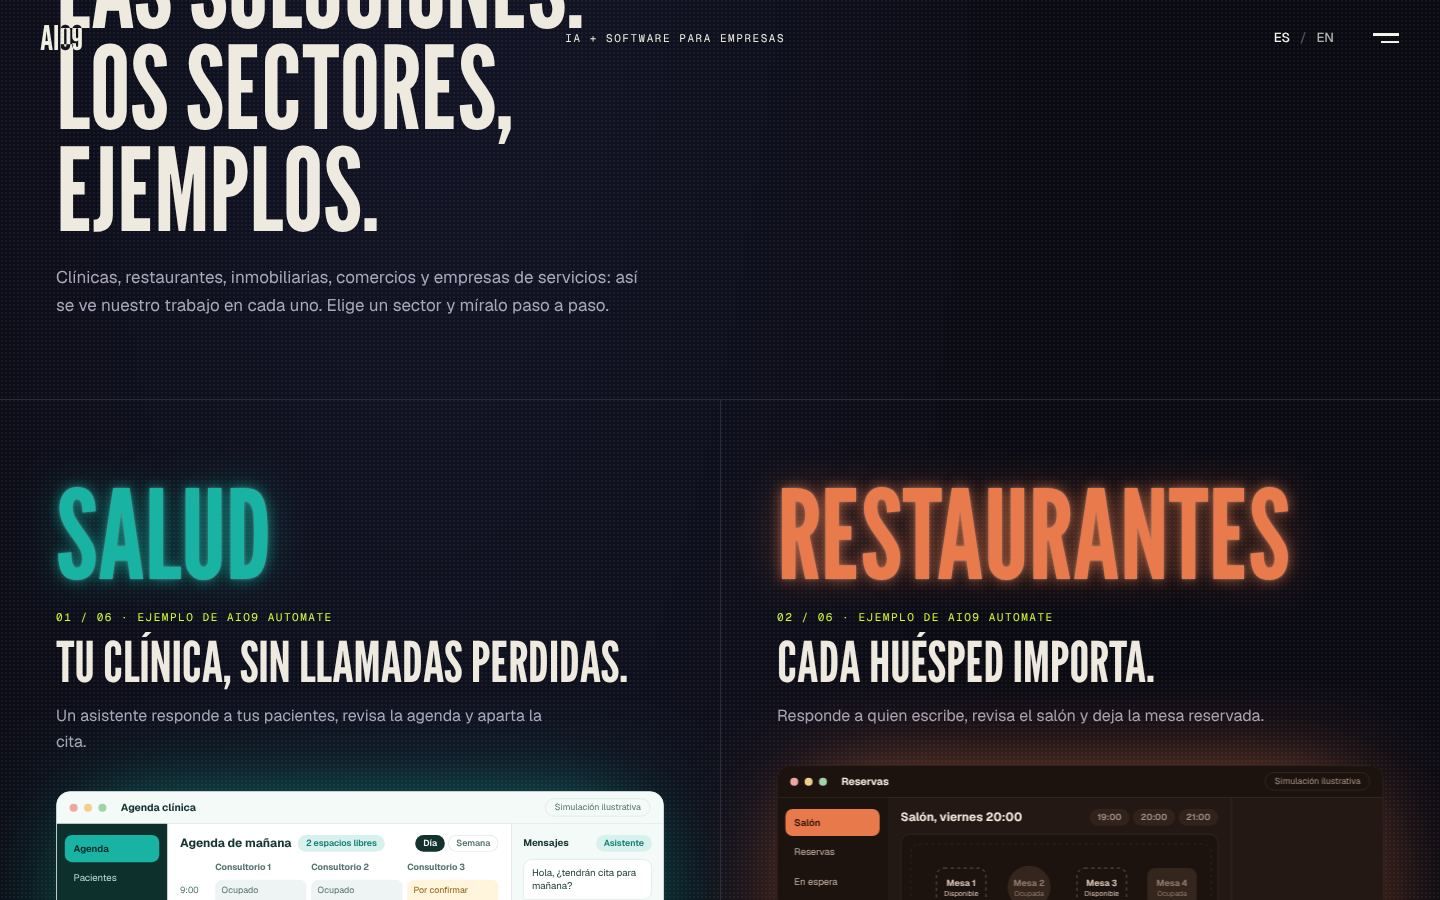 LAS SOLUCIONES.
AI09
IA + SOFTWARE PARA EMPRESAS
ES / EN
LOS SECTORES,
EJEMPLOS.
Clínicas, restaurantes, inmobiliarias, comercios y empresas de servicios: así
se ve nuestro trabajo en cada uno. Elige un sector y míralo paso a paso.
SALUD
01 / 06 · EJEMPLO DE AIO9 AUTOMATE
TU CLÍNICA, SIN LLAMADAS PERDIDAS.
Un asistente responde a tus pacientes, revisa la agenda y aparta la
cita.
Agenda clínica
Simulación ilustrativa
Agenda
Pacientes
Agenda de mañana
2 espacios libres
Día
Semana
Consultorio 1
Consultorio 2
Consultorio 3
9:00
Ocupado
Ocupado
Por confirmar
Mensajes
Asistente
Hola, ¿tendrán cita para
mañana?
RESTAURANTES
02 / 06 · EJEMPLO DE AIO9 AUTOMATE
CADA HUÉSPED IMPORTA.
Responde a quien escribe, revisa el salón y deja la mesa reservada.
Reservas
Simulación ilustrativa
Salón
Reservas
En espera
Salón, viernes 20:00
19:00
20:00
21:00
Mesa 1
Disponible
Mesa 2
Ocupada
Mesa 3
Disponible
Mesa 4
Ocupada